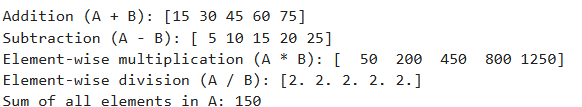 Addition (A + B): [15 30 45 60 75]
Subtraction (A - B): [ 5 10 15 20 25]
Element-wise multiplication (A * B): [  50  200  450  800 1250]
Element-wise division (A / B): [2. 2. 2. 2. 2.]
Sum of all elements in A: 150